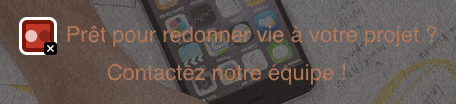 Prêt pour redonner vie à votre projet ?
Contactez notre équipe !